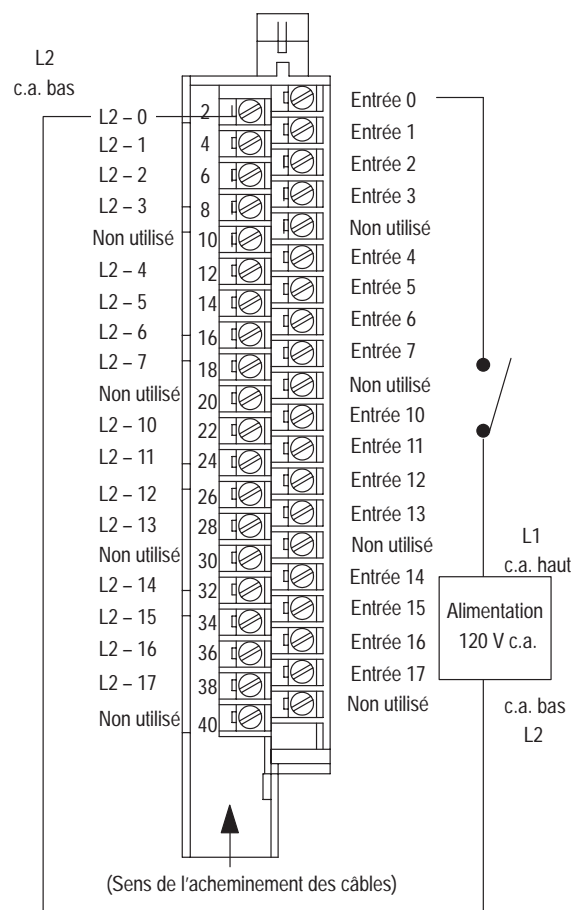 L2
c.a. bas
L2 – 0 2 Entrée 0
L2 – 1 4 Entrée 1
L2 – 2 6 Entrée 2
L2 – 3 8 Entrée 3
Non utilisé 10 Non utilisé
L2 – 4 12 Entrée 4
L2 – 5 14 Entrée 5
L2 – 6 16 Entrée 6
L2 – 7 18 Entrée 7
Non utilisé 20 Non utilisé
L2 – 10 22 Entrée 10
L2 – 11 24 Entrée 11
L2 – 12 26 Entrée 12
L2 – 13 28 Entrée 13
Non utilisé 30 Non utilisé
L2 – 14 32 Entrée 14
L2 – 15 34 Entrée 15
L2 – 16 36 Entrée 16
L2 – 17 38 Entrée 17
Non utilisé 40 Non utilisé
L1
c.a. haut
Alimentation
120 V c.a.
c.a. bas
L2
(Sens de l'acheminement des câbles)